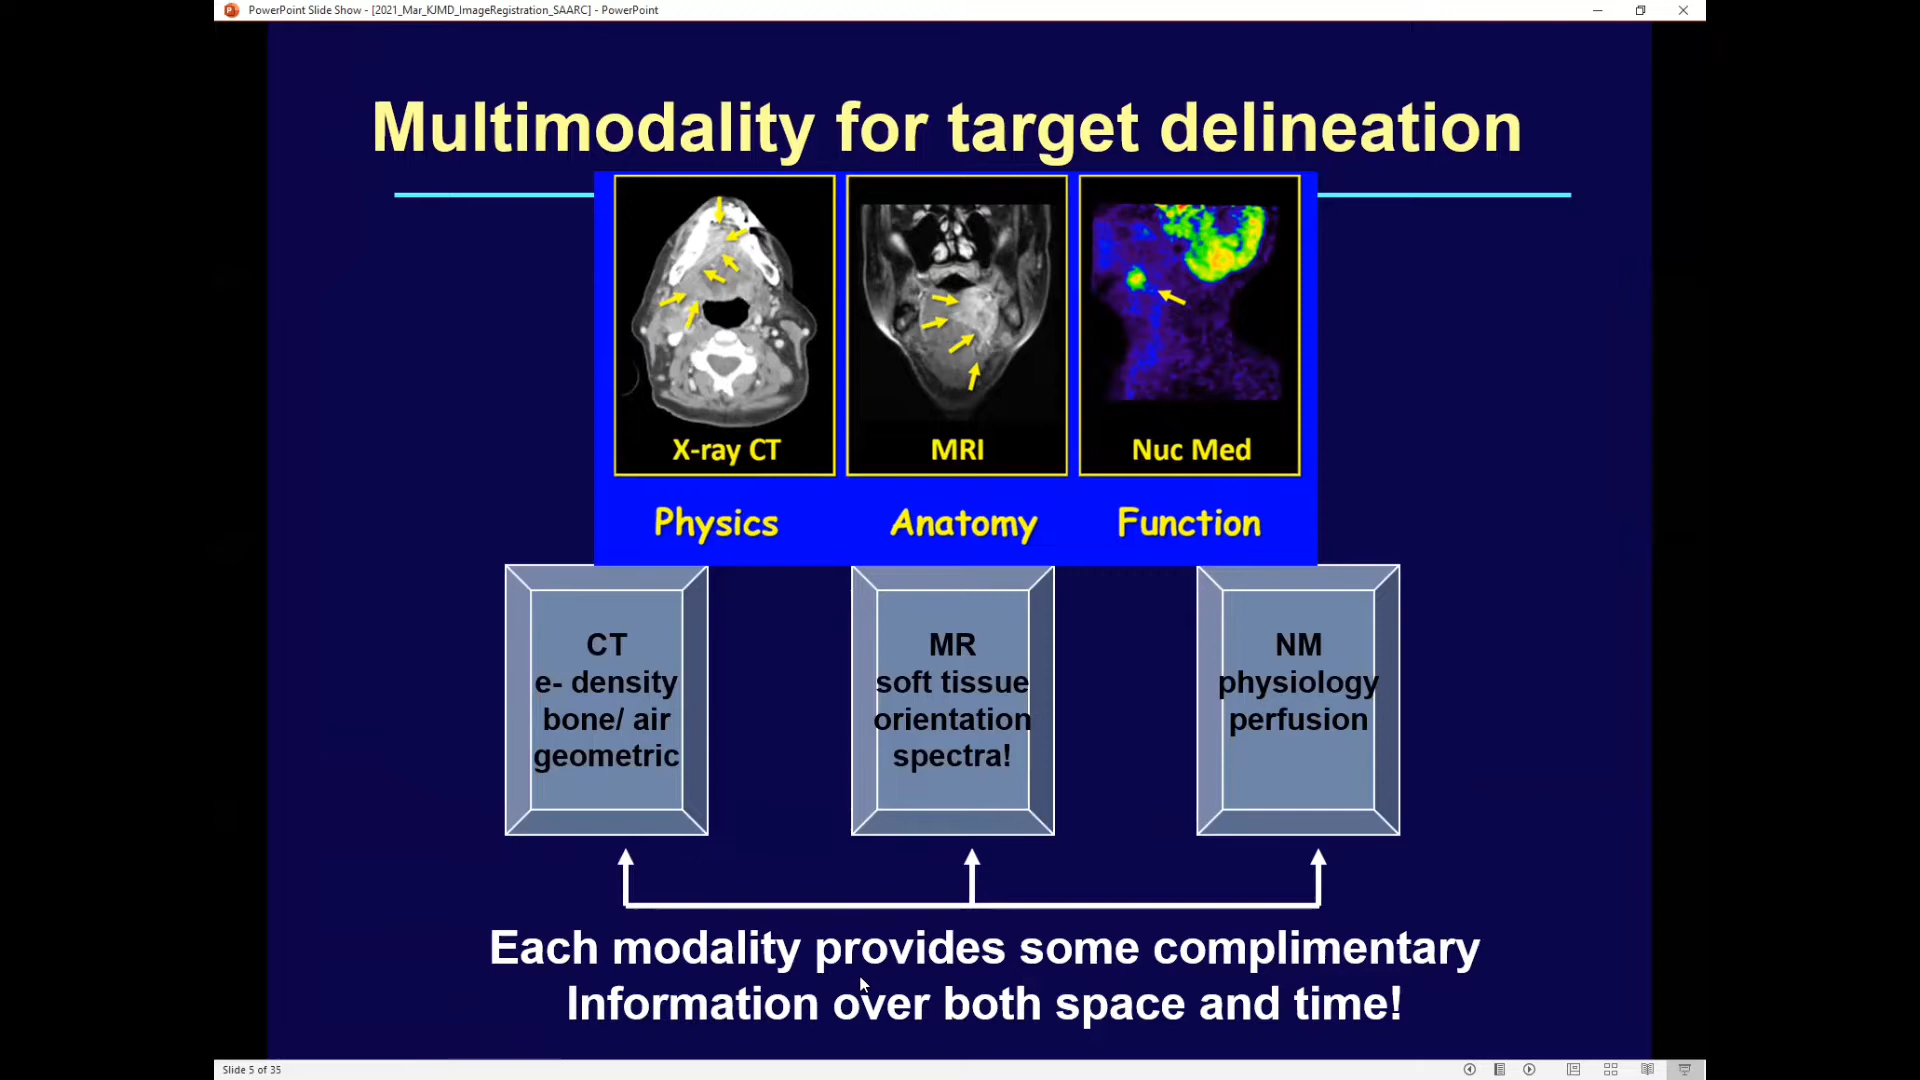 PowerPoint Slide Show - [2021_Mar_KJMD_ImageRegistration_SAARC] - PowerPoint
Multimodality for target delineation
X-ray CT
MRI
Nuc Med
Physics
Anatomy
Function
CT
e- density
bone/ air
geometric
MR
soft tissue
orientation
spectra!
NM
physiology
perfusion
Each modality provides some complimentary
Information over both space and time!
Slide 5 of 35